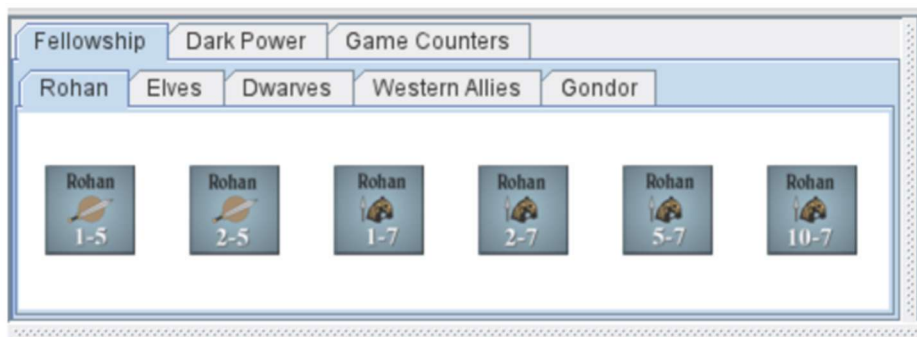 Fellowship Dark Power Game Counters
Rohan Elves Dwarves Western Allies Gondor
Rohan Rohan Rohan Rohan Rohan Rohan
1-5 2-5 1-7 2-7 5-7 10-7